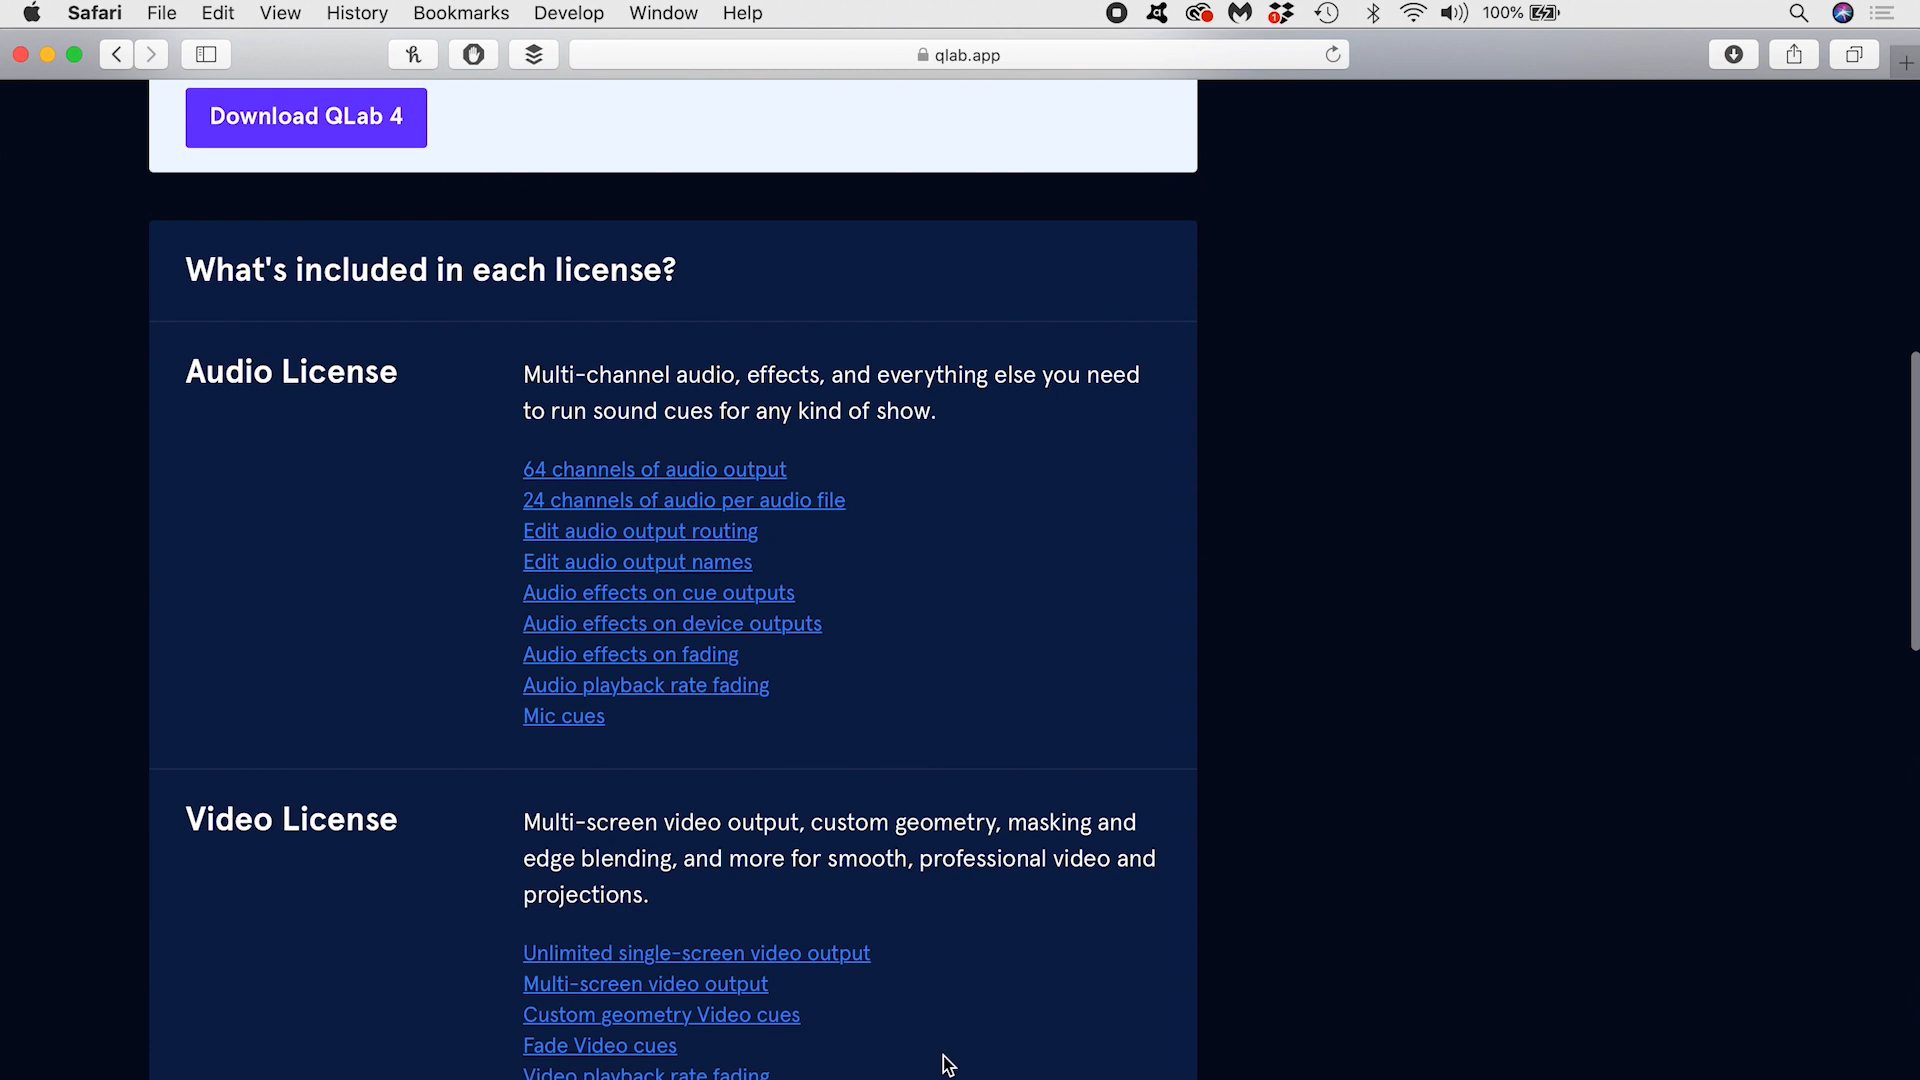 Safari File Edit View History Bookmarks Develop Window Help 100%
qlab.app
Download QLab 4
What's included in each license?
Audio License
Multi-channel audio, effects, and everything else you need
to run sound cues for any kind of show.
64 channels of audio output
24 channels of audio per audio file
Edit audio output routing
Edit audio output names
Audio effects on cue outputs
Audio effects on device outputs
Audio effects on fading
Audio playback rate fading
Mic cues
Video License
Multi-screen video output, custom geometry, masking and
edge blending, and more for smooth, professional video and
projections.
Unlimited single-screen video output
Multi-screen video output
Custom geometry Video cues
Fade Video cues
Video playback rate fading